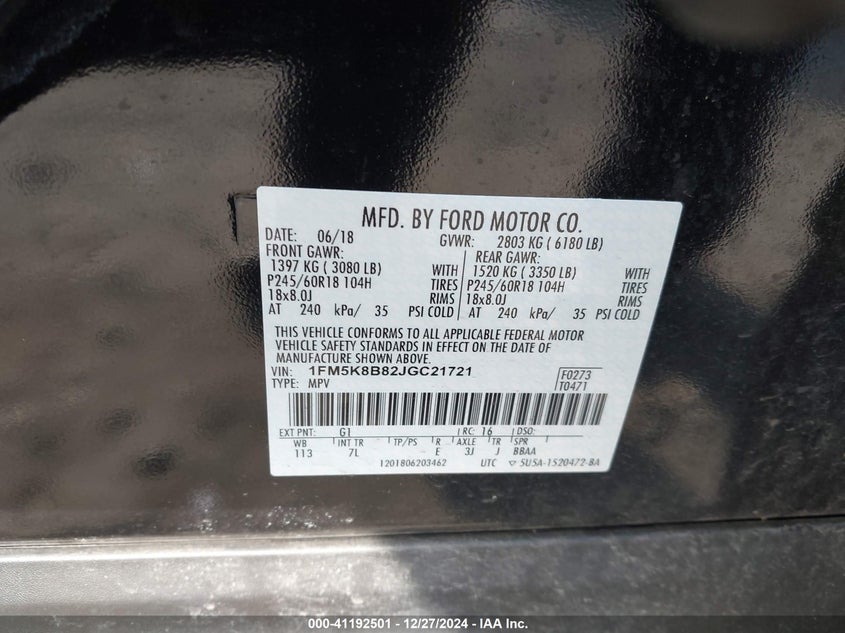 MFD. BY FORD MOTOR CO.
DATE: 06/18 GVWR: 2803 KG ( 6180 LB)
FRONT GAWR: REAR GAWR:
1397 KG ( 3080 LB) WITH 1520 KG ( 3350 LB) WITH
P245/60R18 104H TIRES P245/60R18 104H TIRES
18x8.0J RIMS 18x8.0J RIMS
AT 240 kPa/ 35 PSI COLD AT 240 kPa/ 35 PSI COLD
THIS VEHICLE CONFORMS TO ALL APPLICABLE FEDERAL MOTOR
VEHICLE SAFETY STANDARDS IN EFFECT ON THE DATE OF
MANUFACTURE SHOWN ABOVE.
VIN: 1FM5K8B82JGC21721 F0273
TYPE: MPV T0471
EXT PNT: G1 RC: 16 DSO:
WB INT TR TP/PS R AXLE TR SPR
113 7L E 3J J BBAA
1201806203462 UTC ▽ 5U5A-1520472-BA
000-41192501 - 12/27/2024 - IAA Inc.